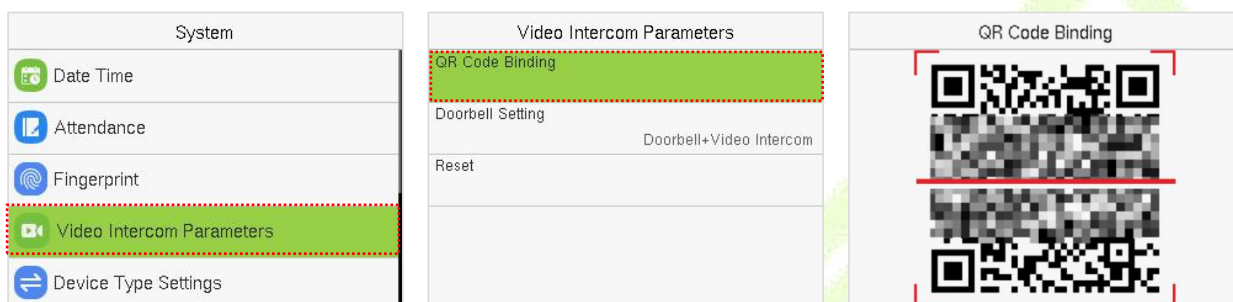 System
Date Time
Attendance
Fingerprint
Video Intercom Parameters
Device Type Settings
Video Intercom Parameters
QR Code Binding
Doorbell Setting
Doorbell+Video Intercom
Reset
QR Code Binding